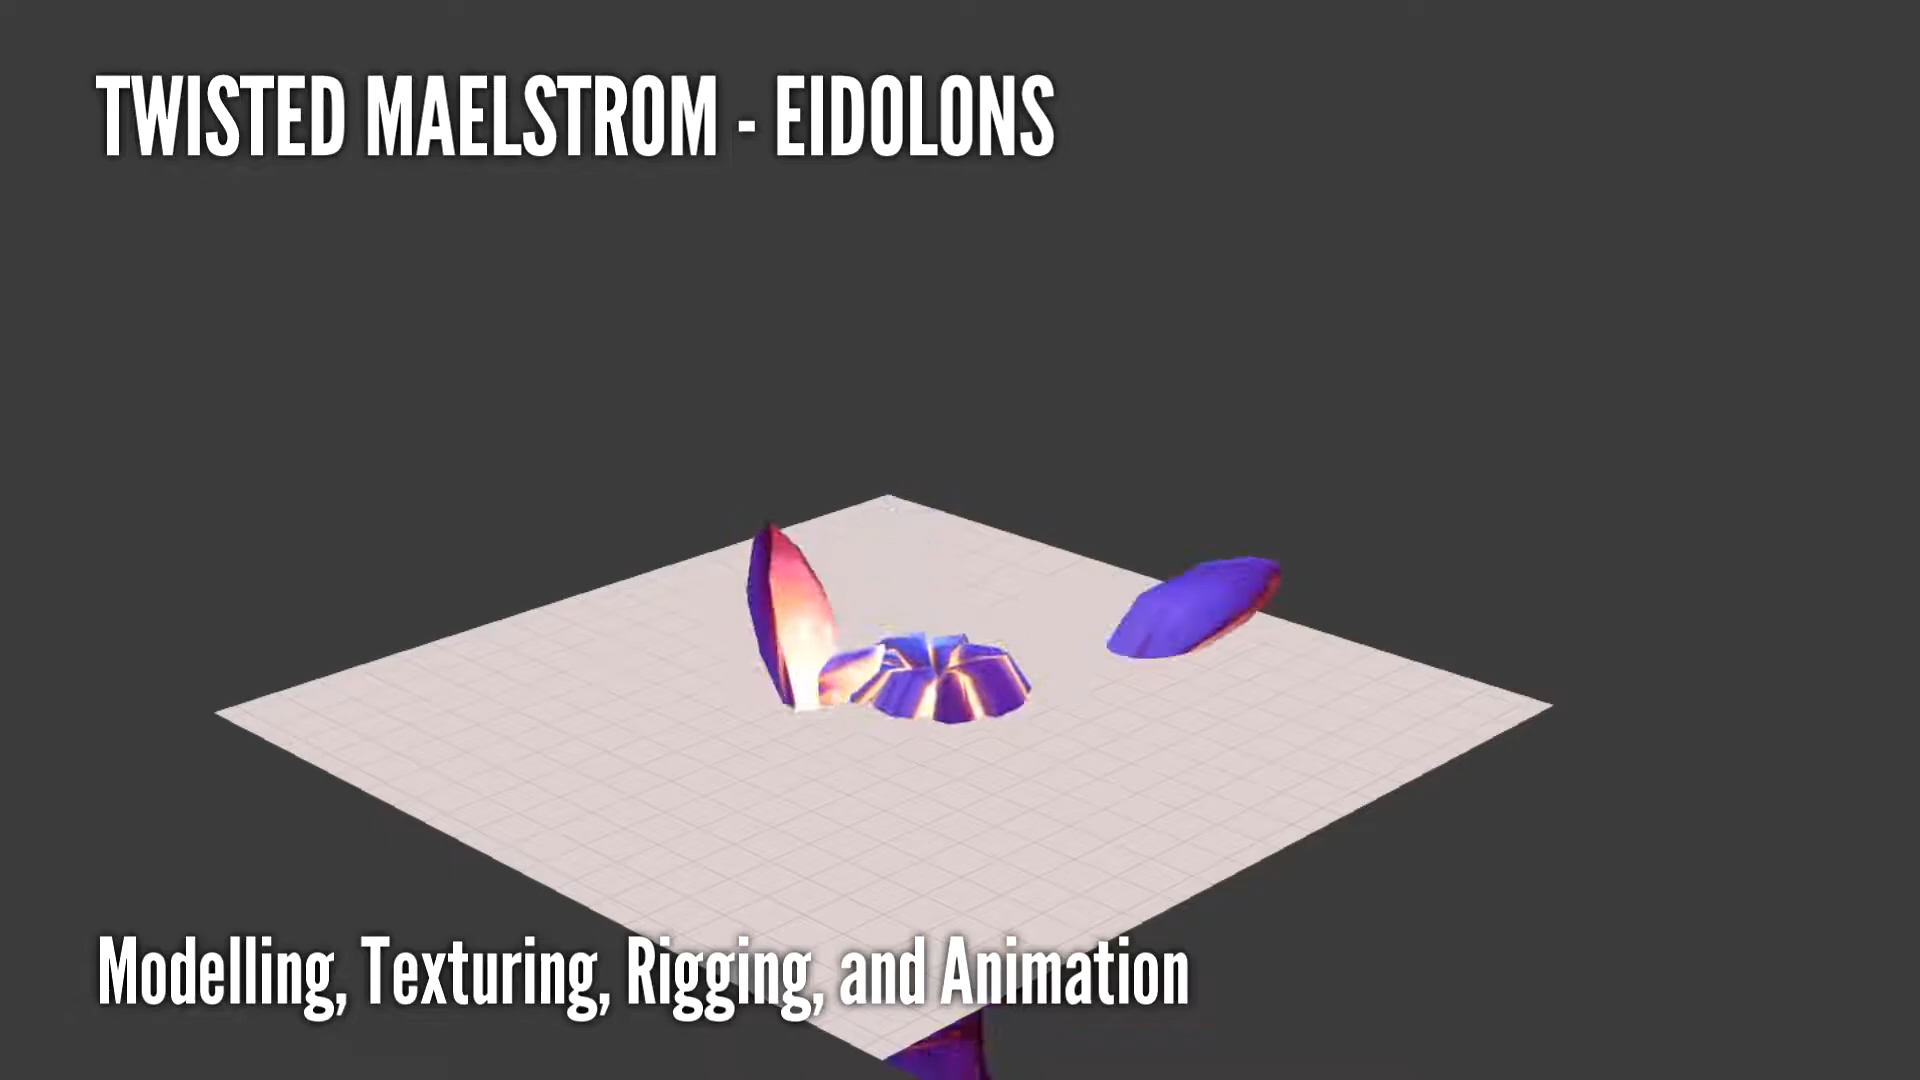 TWISTED MAELSTROM - EIDOLONS
Modelling, Texturing, Rigging, and Animation